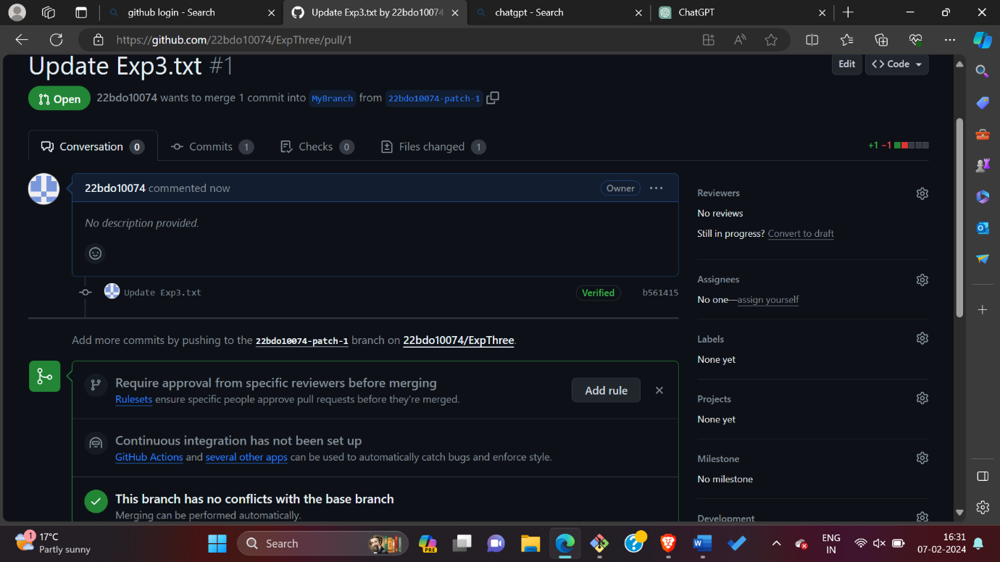 github login - Search
Update Exp3.txt by 22bdo10074
chatgpt - Search
ChatGPT
https://github.com/22bdo10074/ExpThree/pull/1
Update Exp3.txt #1
Edit
<> Code
Open
22bdo10074 wants to merge 1 commit into MyBranch from 22bdo10074-patch-1
Conversation 0
Commits 1
Checks 0
Files changed 1
+1 −1
22bdo10074 commented now
Owner
No description provided.
Update Exp3.txt
Verified
b561415
Add more commits by pushing to the 22bdo10074-patch-1 branch on 22bdo10074/ExpThree.
Require approval from specific reviewers before merging
Rulesets ensure specific people approve pull requests before they're merged.
Add rule
Continuous integration has not been set up
GitHub Actions and several other apps can be used to automatically catch bugs and enforce style.
This branch has no conflicts with the base branch
Merging can be performed automatically.
Reviewers
No reviews
Still in progress? Convert to draft
Assignees
No one—assign yourself
Labels
None yet
Projects
None yet
Milestone
No milestone
Development
1
17°C
Partly sunny
Search
PRE
ENG
IN
16:31
07-02-2024